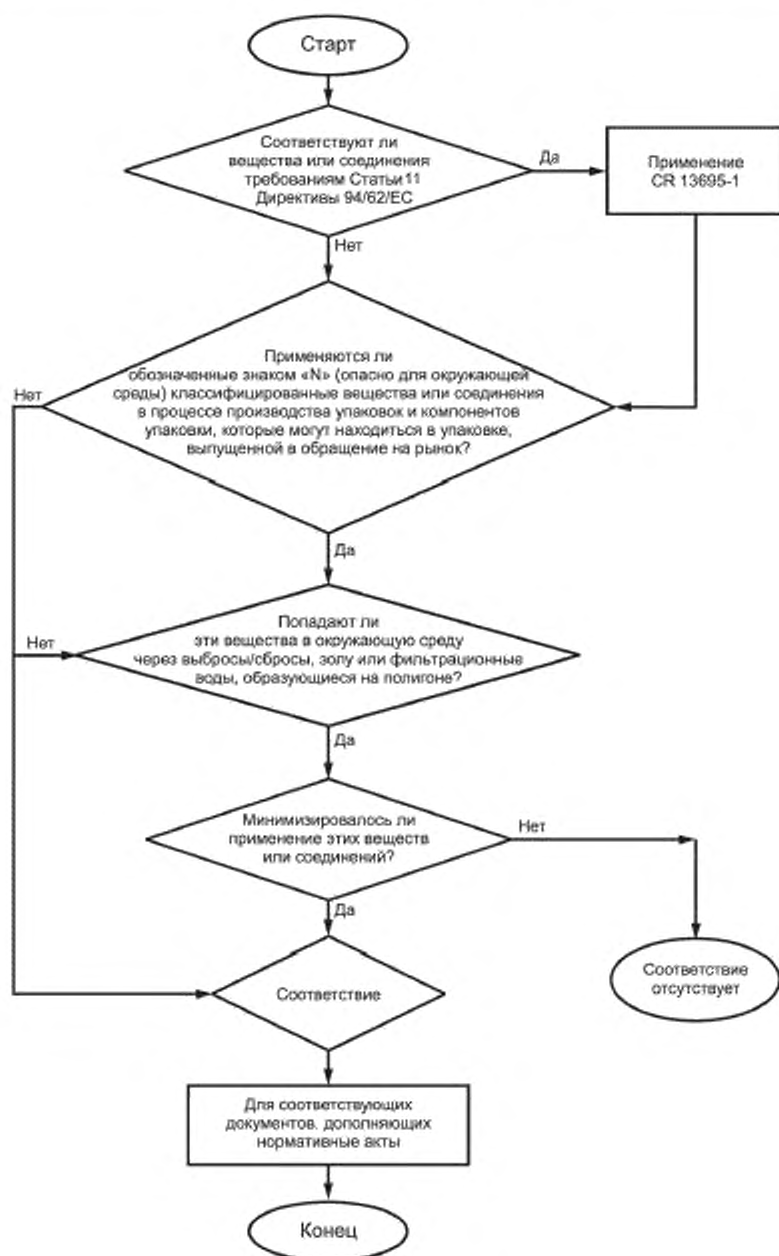 Старт
Соответствуют ли
вещества или соединения
требованиям Статьи 11
Директивы 94/62/ЕС
Да
Применение
CR 13695-1
Нет
Применяются ли
обозначенные знаком «N» (опасно для окружающей
среды) классифицированные вещества или соединения
в процессе производства упаковок и компонентов
упаковки, которые могут находиться в упаковке,
выпущенной в обращение на рынок?
Нет
Да
Попадают ли
эти вещества в окружающую среду
через выбросы/сбросы, золу или фильтрационные
воды, образующиеся на полигоне?
Нет
Да
Минимизировалось ли
применение этих веществ
или соединений?
Нет
Да
Соответствие
Соответствие
отсутствует
Для соответствующих
документов. дополняющих
нормативные акты
Конец